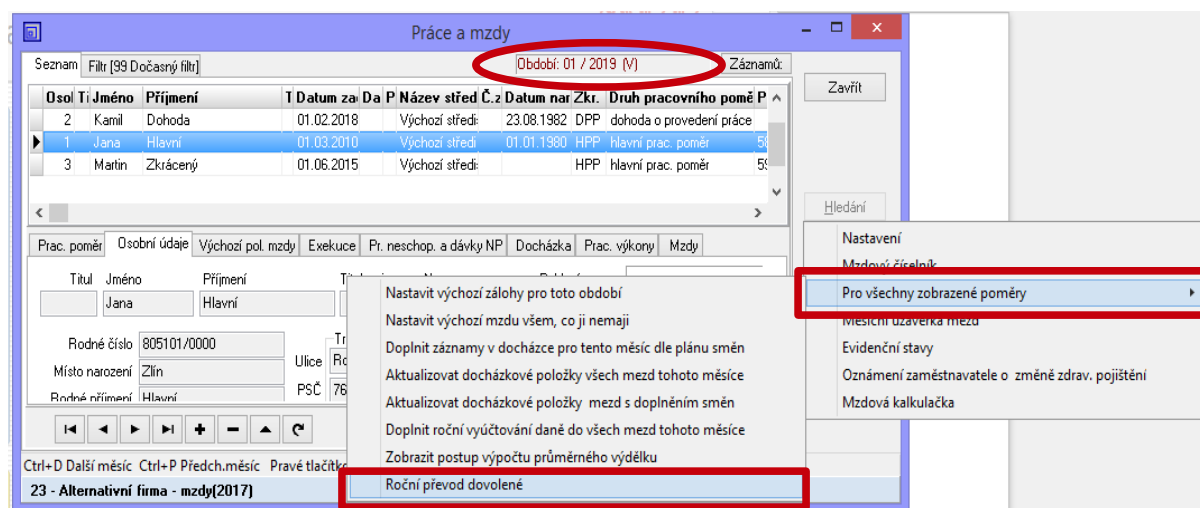 Práce a mzdy
Seznam Filtr [99 Dočasný filtr] Období: 01 / 2019 (V) Záznamů:
Zavřít
Osol Ti Jméno Příjmení T Datum za Da P Název střed Č.z Datum nar Zkr. Druh pracovního pomě P
2 Kamil Dohoda 01.02.2018 Výchozí středi 23.08.1982 DPP dohoda o provedení práce
1 Jana Hlavní 01.03.2010 Výchozí středi 01.01.1980 HPP hlavní prac. poměr 58
3 Martin Zkrácený 01.06.2015 Výchozí středi HPP hlavní prac. poměr 59
Hledání
Prac. poměr Osobní údaje Výchozí pol. mzdy Exekuce Pr. neschop. a dávky NP Docházka Prac. výkony Mzdy
Titul Jméno Příjmení
Jana Hlavní
Rodné číslo 805101/0000
Místo narození Zlín
Ulice
PSČ 76
Rodné příjmení Hlavní
Nastavení
Mzdový číselník
Pro všechny zobrazené poměry
Měsíční uzávěrka mezd
Evidenční stavy
Oznámení zaměstnavatele o změně zdrav. pojištění
Mzdová kalkulačka
Nastavit výchozí zálohy pro toto období
Nastavit výchozí mzdu všem, co ji nemaji
Doplnit záznamy v docházce pro tento měsíc dle plánu směn
Aktualizovat docházkové položky všech mezd tohoto měsíce
Aktualizovat docházkové položky mezd s doplněním směn
Doplnit roční vyúčtování daně do všech mezd tohoto měsíce
Zobrazit postup výpočtu průměrného výdělku
Roční převod dovolené
Ctrl+D Další měsíc Ctrl+P Předch.měsíc Pravé tlačítko
23 - Alternativní firma - mzdy(2017)